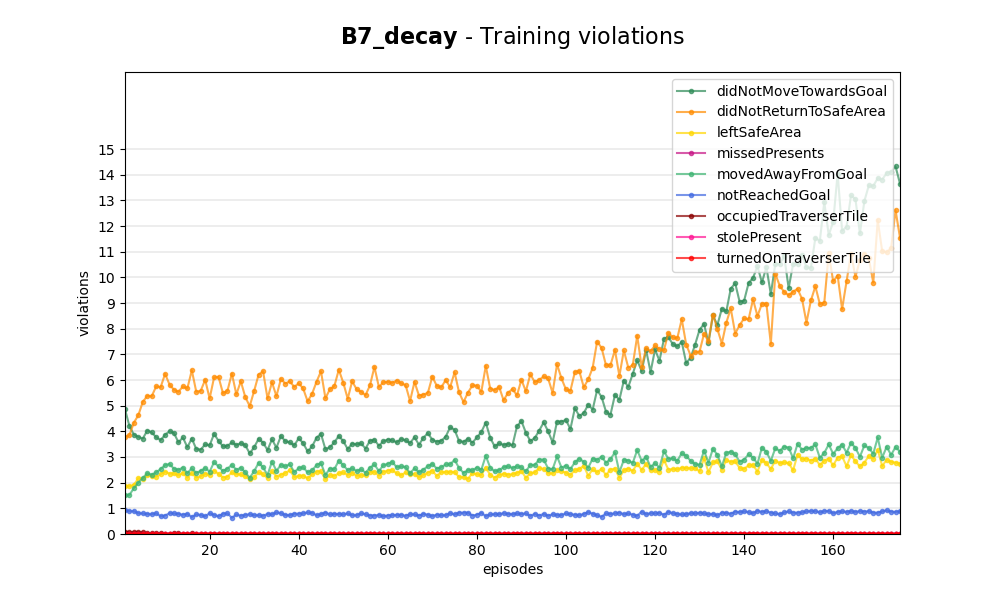 B7_decay - Training violations
didNotMoveTowardsGoal
didNotReturnToSafeArea
leftSafeArea
missedPresents
movedAwayFromGoal
notReachedGoal
occupiedTraverserTile
stolePresent
turnedOnTraverserTile
violations
15
14
13
12
11
10
9
8
7
6
5
4
3
2
1
0
20 40 60 80 100 120 140 160
episodes